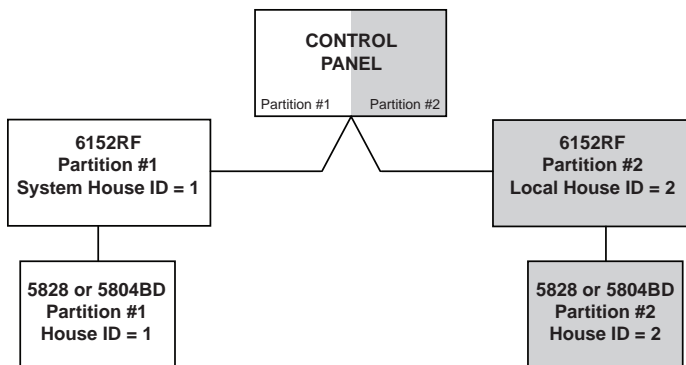 CONTROL
PANEL
Partition #1
Partition #2
6152RF
Partition #1
System House ID = 1
6152RF
Partition #2
Local House ID = 2
5828 or 5804BD
Partition #1
House ID = 1
5828 or 5804BD
Partition #2
House ID = 2